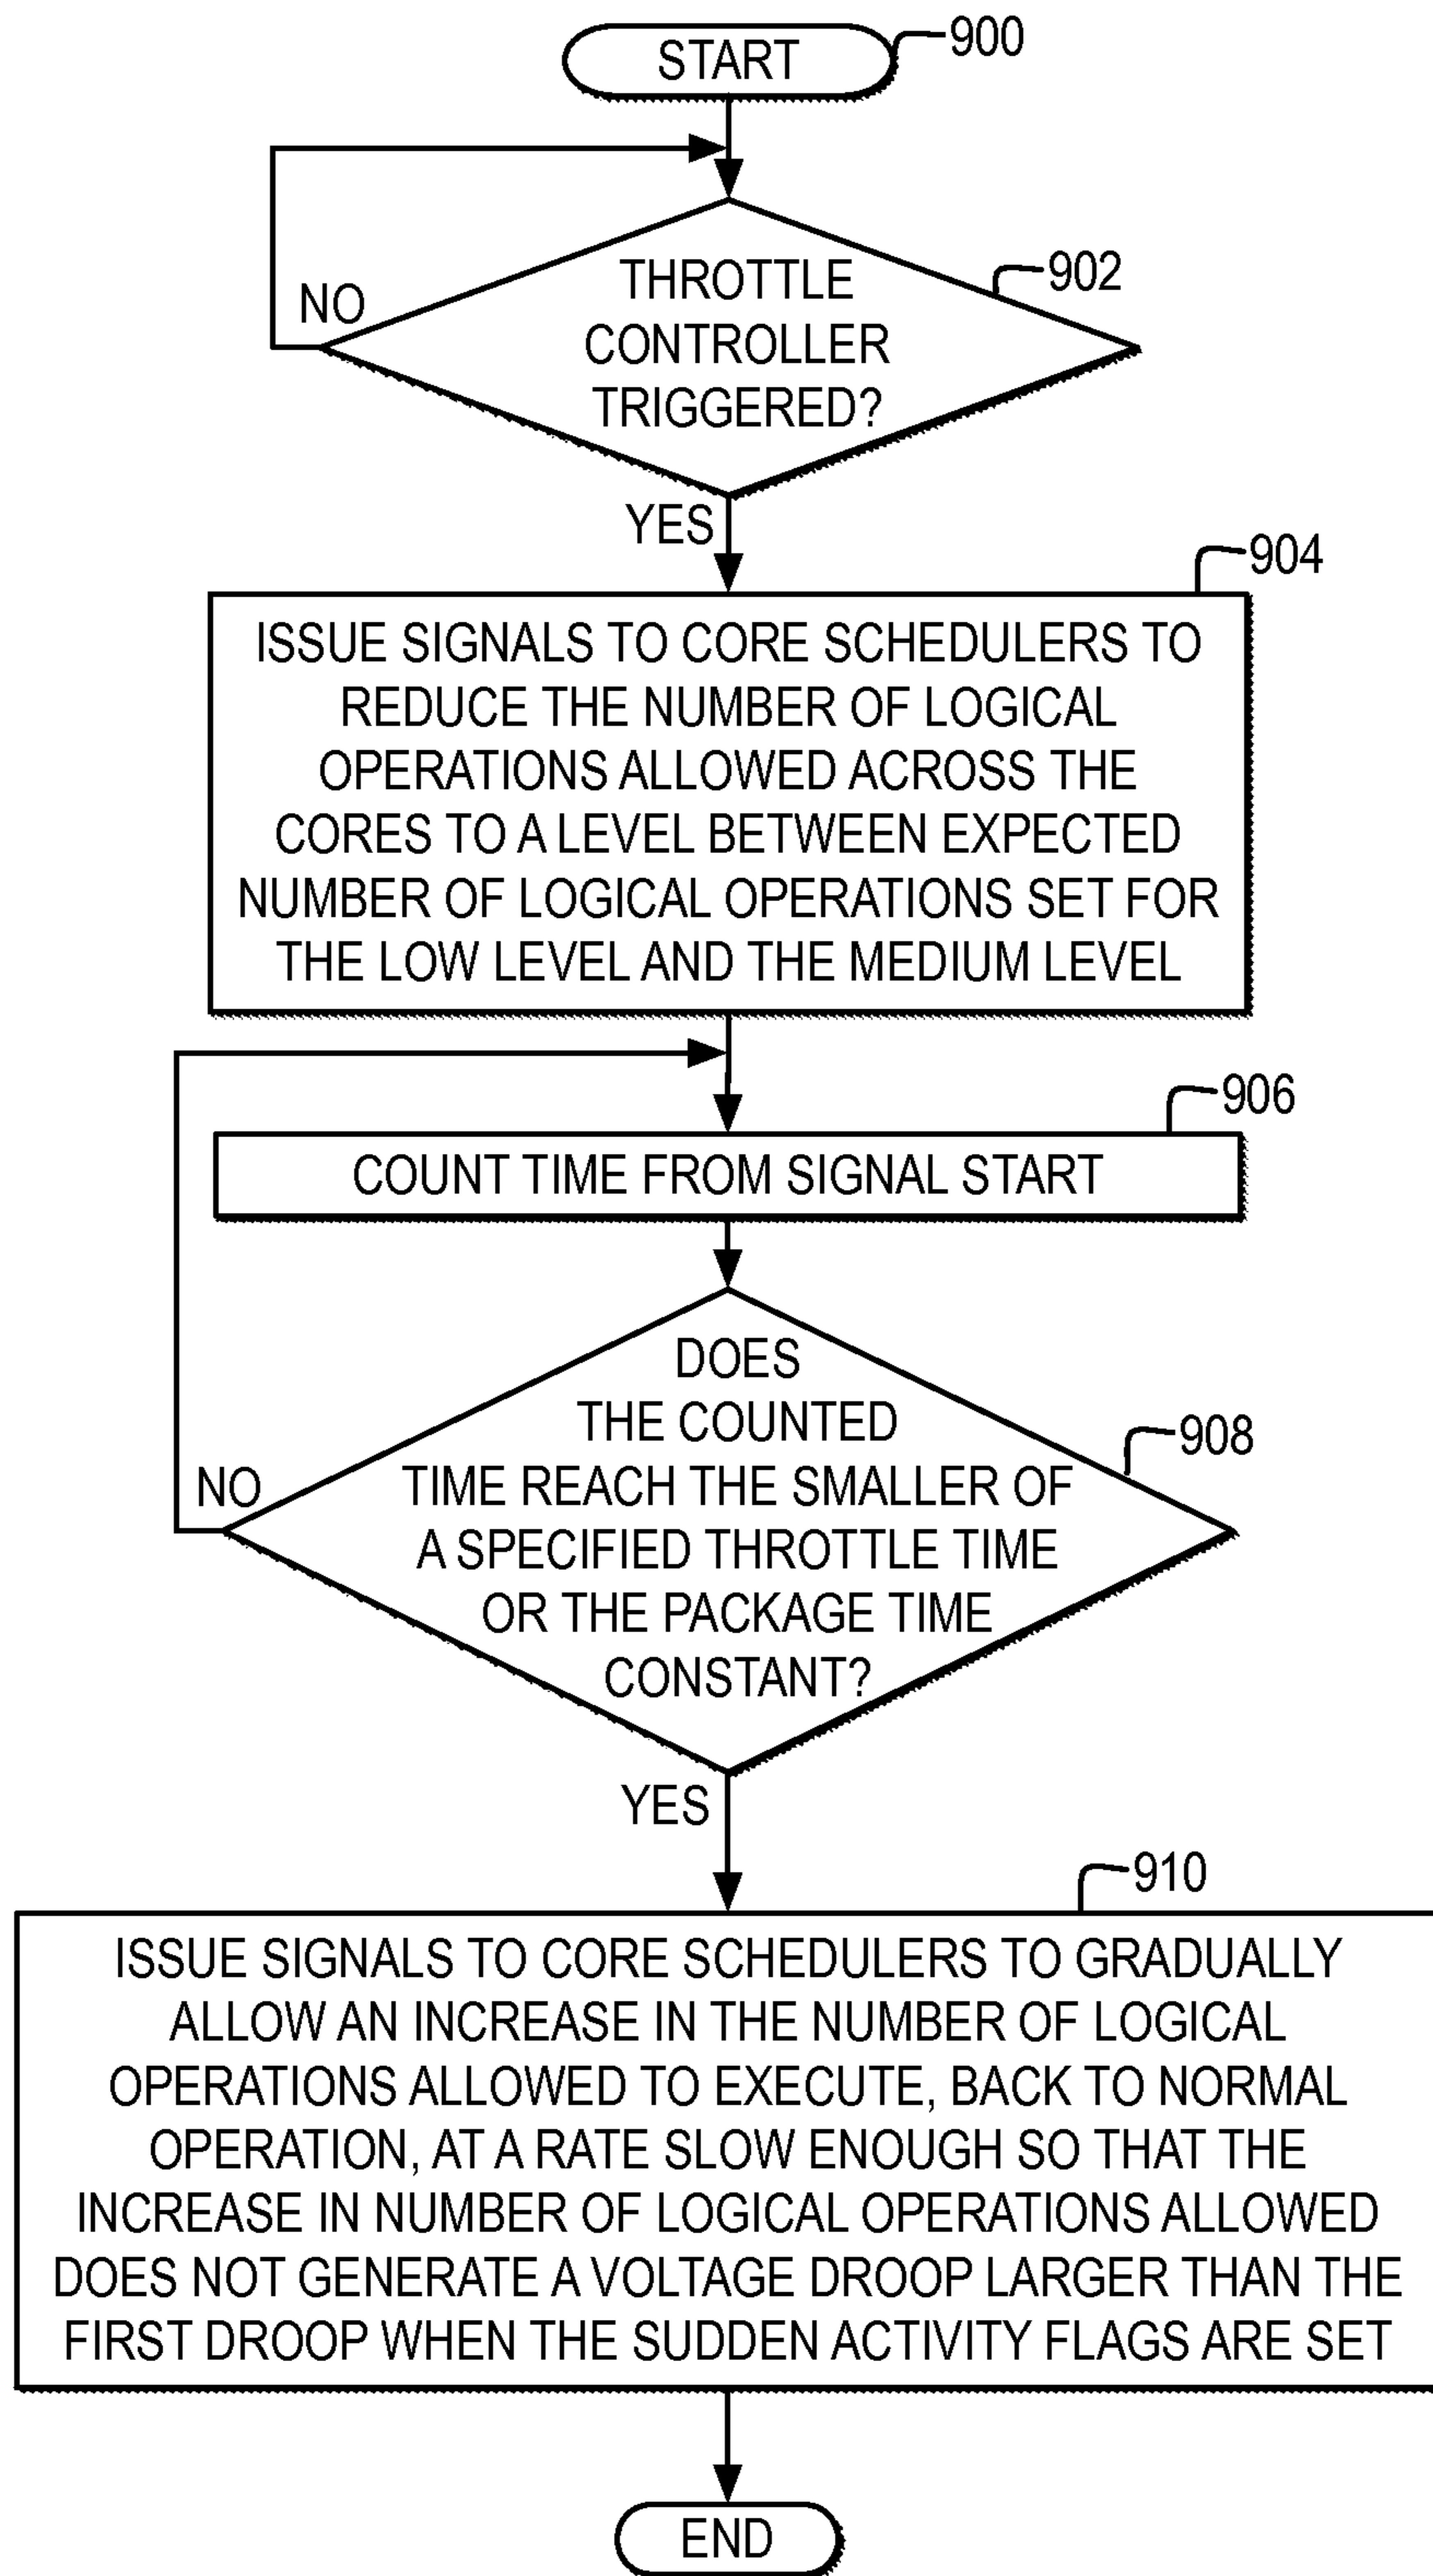 START
900
THROTTLE
CONTROLLER
TRIGGERED?
902
NO
YES
904
ISSUE SIGNALS TO CORE SCHEDULERS TO
REDUCE THE NUMBER OF LOGICAL
OPERATIONS ALLOWED ACROSS THE
CORES TO A LEVEL BETWEEN EXPECTED
NUMBER OF LOGICAL OPERATIONS SET FOR
THE LOW LEVEL AND THE MEDIUM LEVEL
906
COUNT TIME FROM SIGNAL START
DOES
THE COUNTED
TIME REACH THE SMALLER OF
A SPECIFIED THROTTLE TIME
OR THE PACKAGE TIME
CONSTANT?
908
NO
YES
910
ISSUE SIGNALS TO CORE SCHEDULERS TO GRADUALLY
ALLOW AN INCREASE IN THE NUMBER OF LOGICAL
OPERATIONS ALLOWED TO EXECUTE, BACK TO NORMAL
OPERATION, AT A RATE SLOW ENOUGH SO THAT THE
INCREASE IN NUMBER OF LOGICAL OPERATIONS ALLOWED
DOES NOT GENERATE A VOLTAGE DROOP LARGER THAN THE
FIRST DROOP WHEN THE SUDDEN ACTIVITY FLAGS ARE SET
END